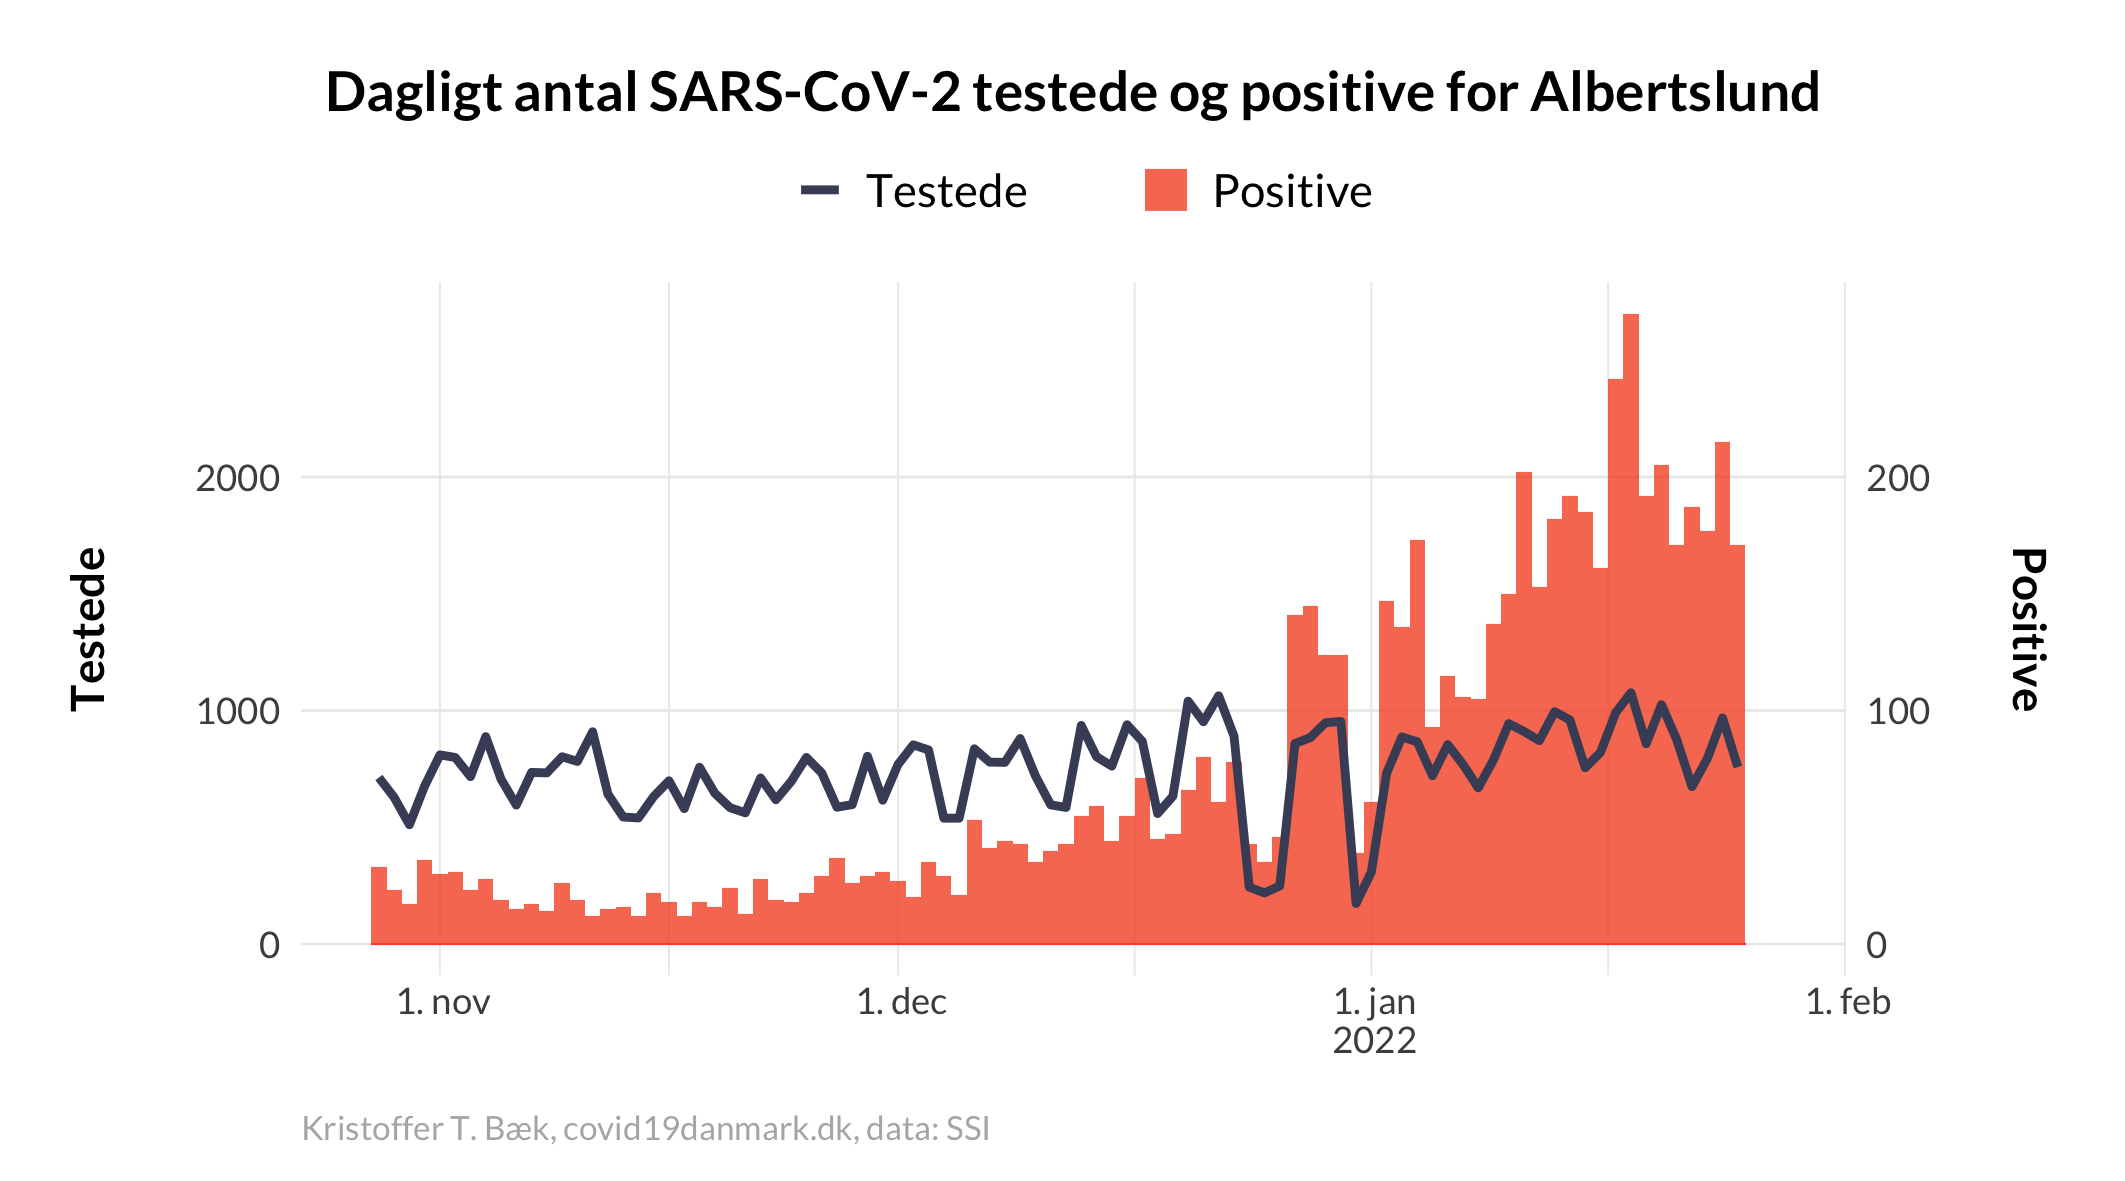 Dagligt antal SARS-CoV-2 testede og positive for Albertslund
Testede
Positive
2000
1000
0
Testede
200
100
0
Positive
1. nov
1. dec
1. jan
2022
1. feb
Kristoffer T. Bæk, covid19danmark.dk, data: SSI